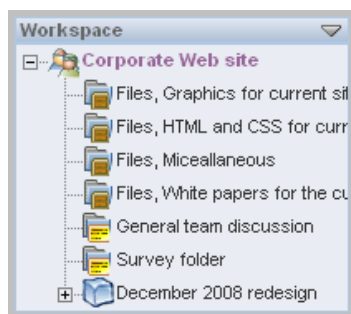 Workspace
Corporate Web site
Files, Graphics for current sit
Files, HTML and CSS for curr
Files, Miceallaneous
Files, White papers for the cu
General team discussion
Survey folder
December 2008 redesign